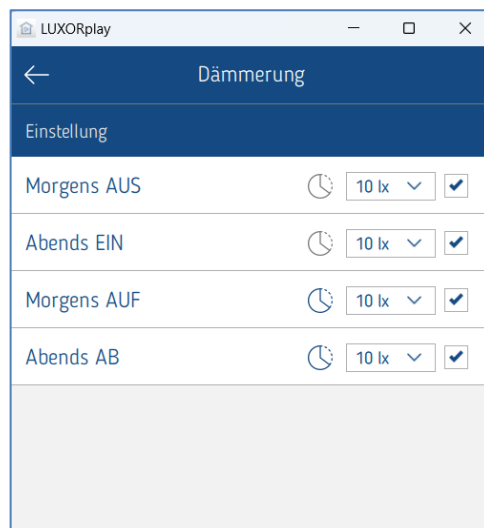 LUXORplay
Dämmerung
Einstellung
Morgens AUS 10 lx
Abends EIN 10 lx
Morgens AUF 10 lx
Abends AB 10 lx